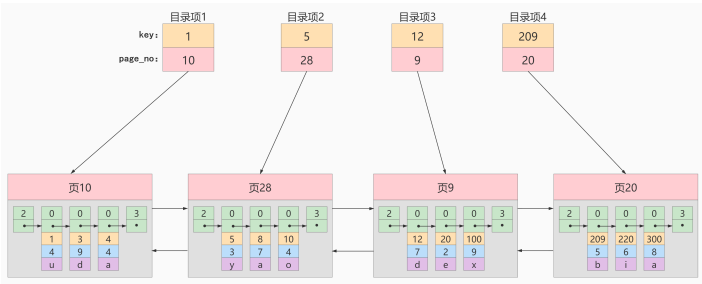 目录项1 目录项2 目录项3 目录项4
key: 1 5 12 209
page_no: 10 28 9 20
页10 页28 页9 页20
2 0 0 0 3 2 0 0 0 3 2 0 0 0 3 2 0 0 0 3
1 3 4 5 8 10 12 20 100 209 220 300
4 9 4 3 7 4 7 2 9 5 6 8
u d a y a o d e x b i a